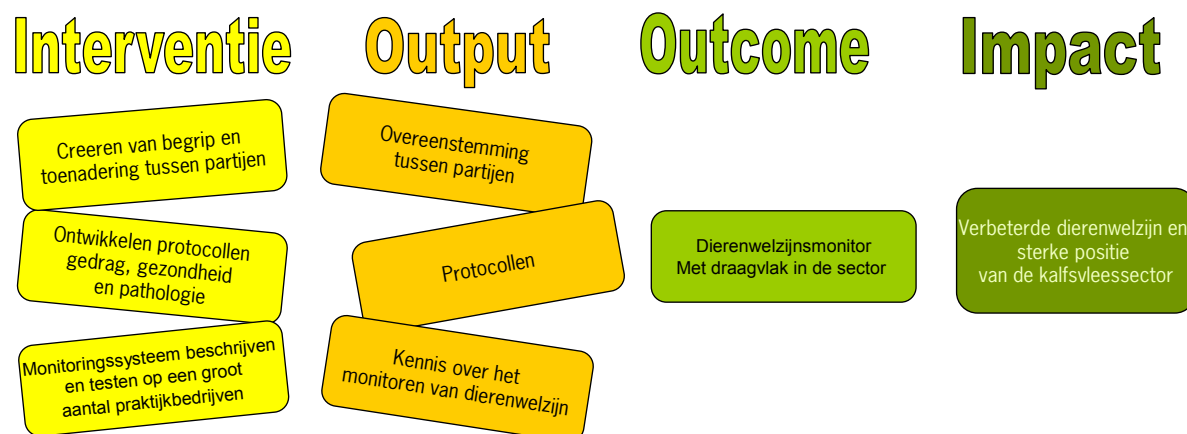 Interventie
Output
Outcome
Impact
Creeren van begrip en
toenadering tussen partijen
Ontwikkelen protocollen
gedrag, gezondheid
en pathologie
Monitoringssysteem beschrijven
en testen op een groot
aantal praktijkbedrijven
Overeenstemming
tussen partijen
Protocollen
Kennis over het
monitoren van dierenwelzijn
Dierenwelzijnsmonitor
Met draagvlak in de sector
Verbeterde dierenwelzijn en
sterke positie
van de kalfsvleessector